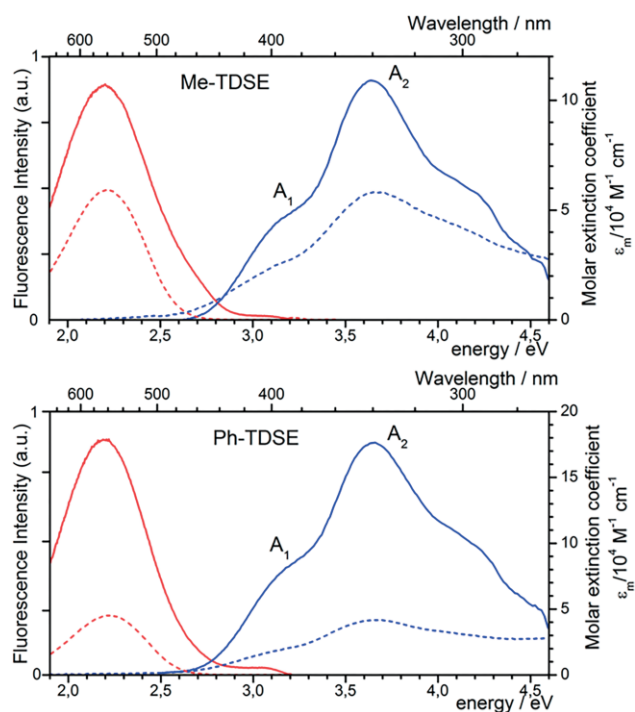 Wavelength / nm
600 500 400 300
Me-TDSE
A2
A1
Fluorescence Intensity (a.u.)
1
0
10
5
0
Molar extinction coefficient
εm/10⁴ M⁻¹ cm⁻¹
2,0 2,5 3,0 3,5 4,0 4,5
energy / eV
Wavelength / nm
600 500 400 300
Ph-TDSE
A2
A1
Fluorescence Intensity (a.u.)
1
0
20
15
10
5
0
Molar extinction coefficient
εm/10⁴ M⁻¹ cm⁻¹
2,0 2,5 3,0 3,5 4,0 4,5
energy / eV